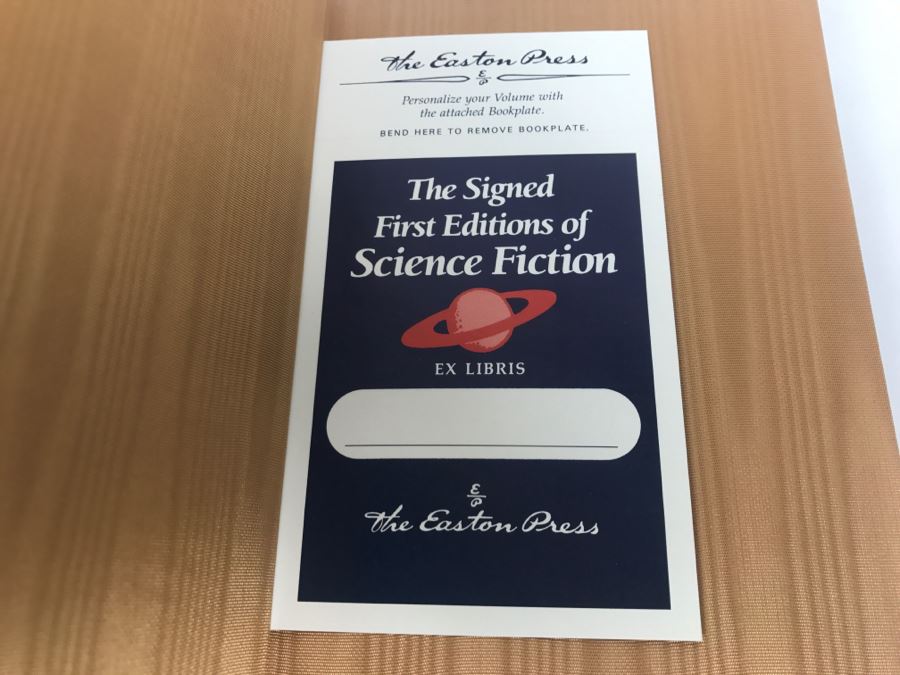 the Easton Press
E
P
Personalize your Volume with
the attached Bookplate.
BEND HERE TO REMOVE BOOKPLATE.
The Signed
First Editions of
Science Fiction
EX LIBRIS
E
P
the Easton Press